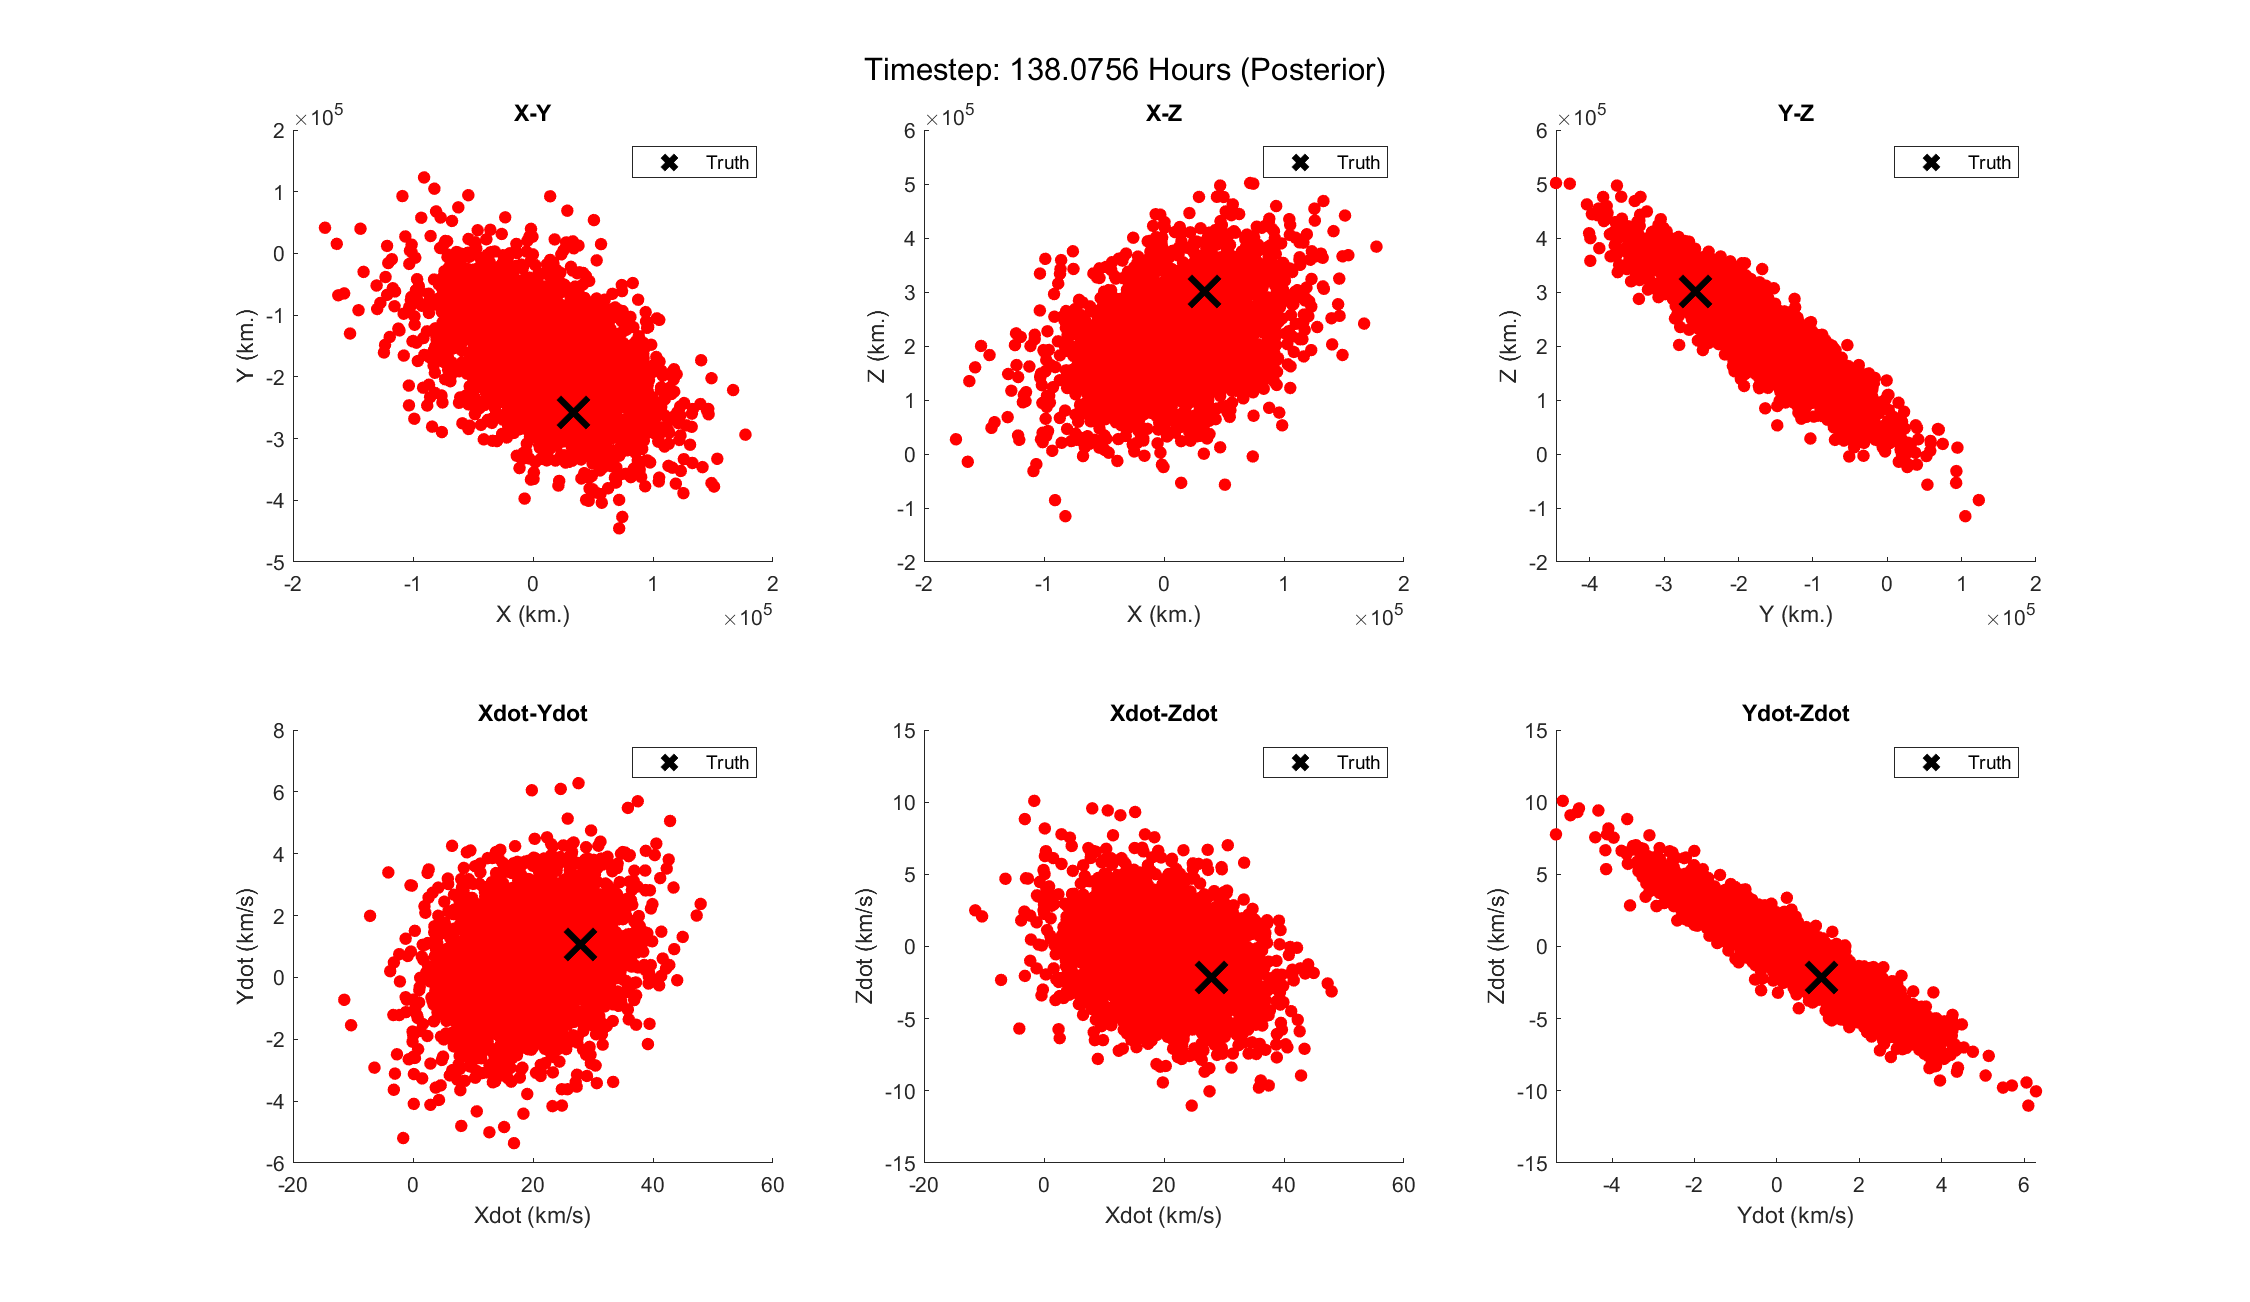 Timestep: 138.0756 Hours (Posterior)
X-Y
×10^5
2
1
0
-1
-2
-3
-4
-5
Y (km.)
-2 -1 0 1 2
X (km.)
×10^5
Truth
X-Z
×10^5
6
5
4
3
2
1
0
-1
-2
Z (km.)
-2 -1 0 1 2
X (km.)
×10^5
Truth
Y-Z
×10^5
6
5
4
3
2
1
0
-1
-2
Z (km.)
-4 -3 -2 -1 0 1 2
Y (km.)
×10^5
Truth
Xdot-Ydot
8
6
4
2
0
-2
-4
-6
Ydot (km/s)
-20 0 20 40 60
Xdot (km/s)
Truth
Xdot-Zdot
15
10
5
0
-5
-10
-15
Zdot (km/s)
-20 0 20 40 60
Xdot (km/s)
Truth
Ydot-Zdot
15
10
5
0
-5
-10
-15
Zdot (km/s)
-4 -2 0 2 4 6
Ydot (km/s)
Truth